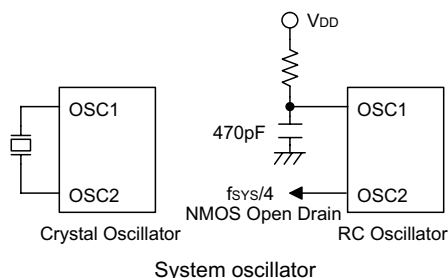 OSC1
OSC2
Crystal Oscillator
VDD
OSC1
470pF
fSYS/4
OSC2
NMOS Open Drain
RC Oscillator
System oscillator